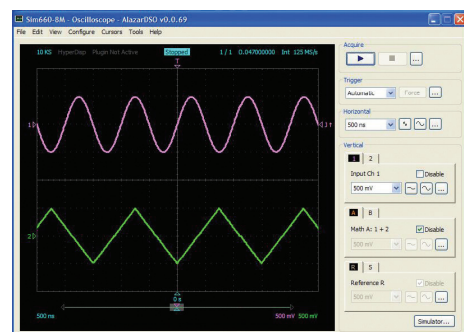 Sim660-8M - Oscilloscope - AlazarDSO v0.0.69
File Edit View Configure Cursors Tools Help
10 KS HyperDisp Plugin Not Active Stopped 1 / 1 0.047000000 Int 125 MS/s
T
1
1 t
2
0 s
500 ns 500 mV 500 mV
Acquire
...
Trigger
Automatic Force ...
Horizontal
500 ns ...
Vertical
1 2
Input Ch 1 Disable
500 mV ...
A B
Math A: 1 + 2 Disable
500 mV ...
R S
Reference R Disable
500 mV ...
Simulator...